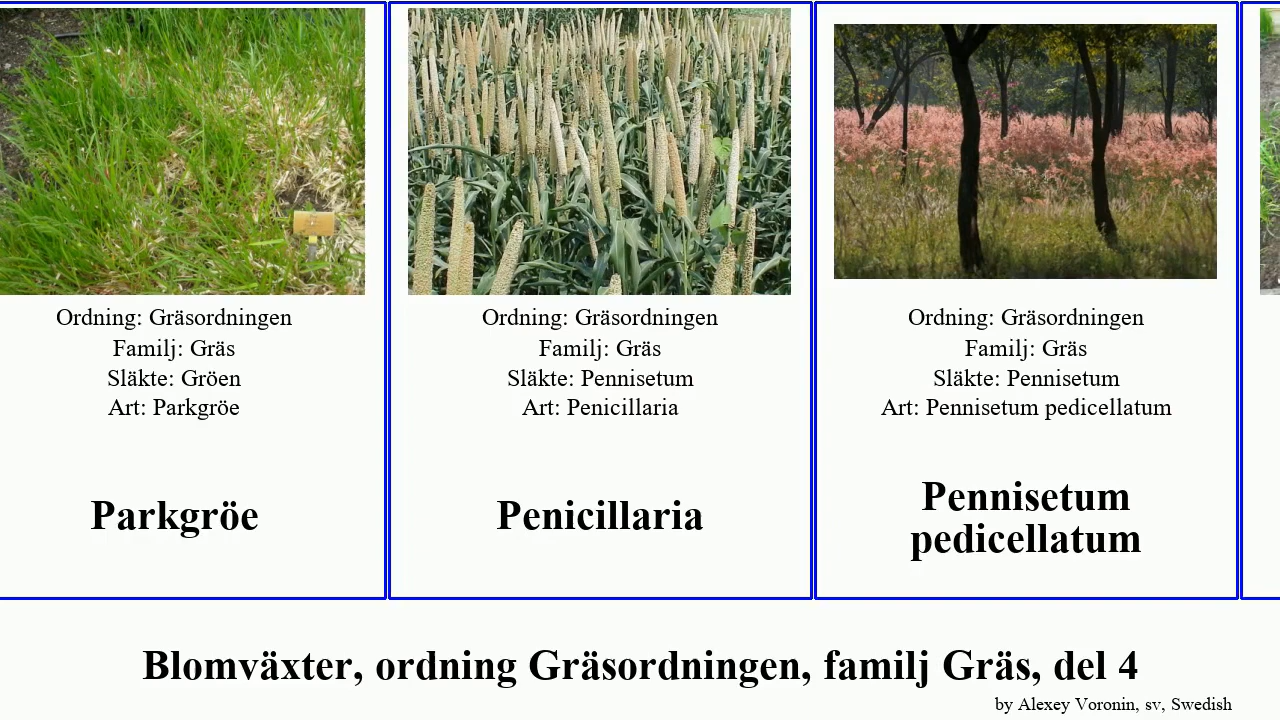 Ordning: Gräsordningen
Familj: Gräs
Släkte: Gröen
Art: Parkgröe
Parkgröe
Ordning: Gräsordningen
Familj: Gräs
Släkte: Pennisetum
Art: Penicillaria
Penicillaria
Ordning: Gräsordningen
Familj: Gräs
Släkte: Pennisetum
Art: Pennisetum pedicellatum
Pennisetum
pedicellatum
Blomväxter, ordning Gräsordningen, familj Gräs, del 4
by Alexey Voronin, sv, Swedish